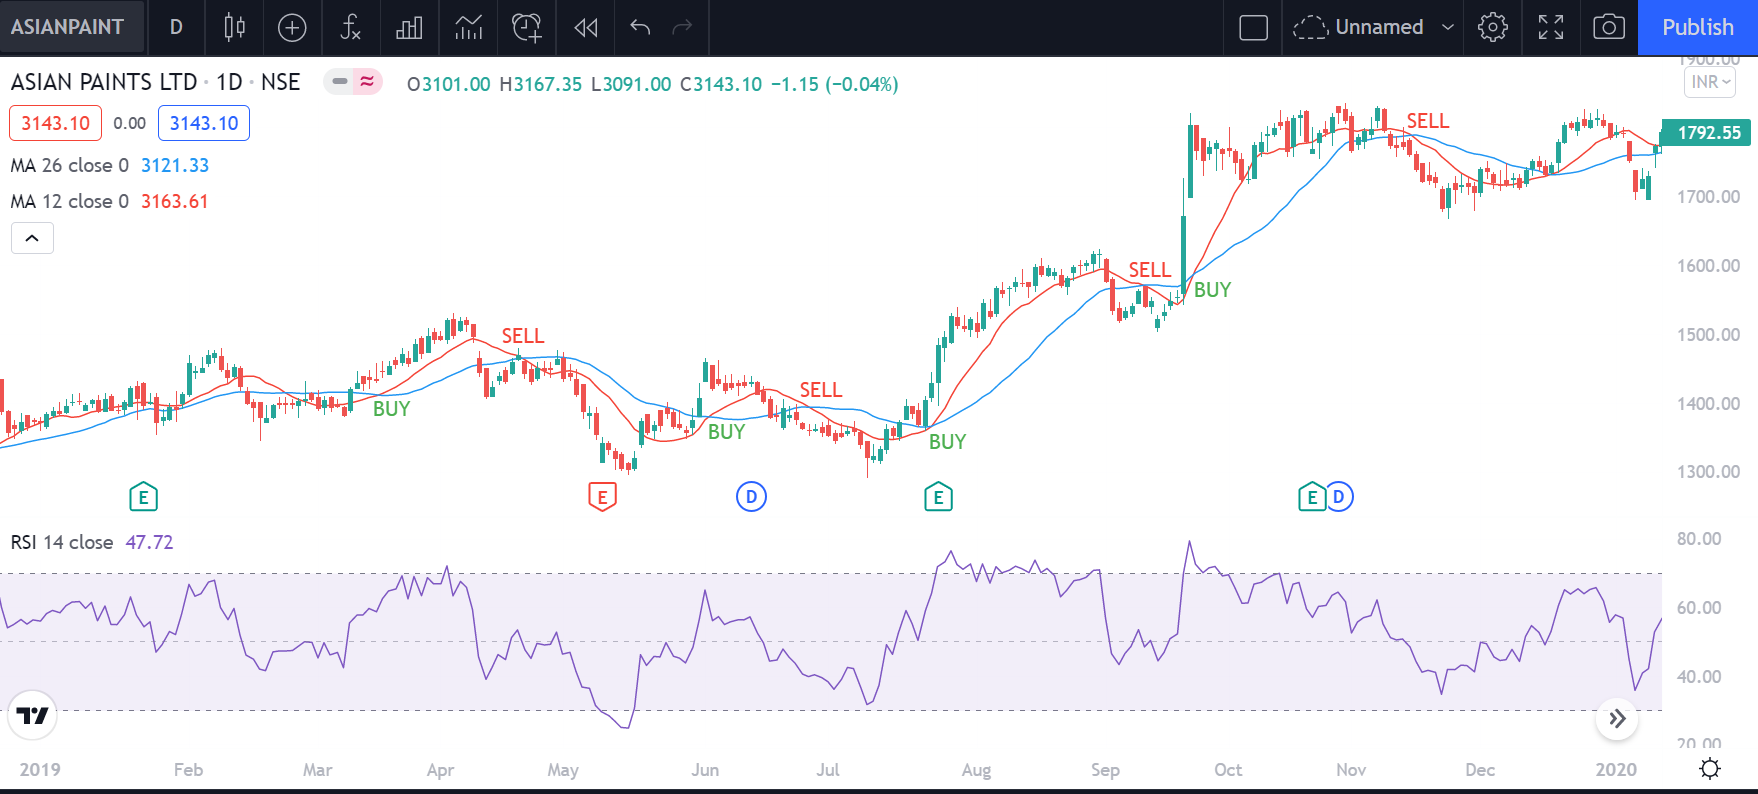 ASIANPAINT D Unnamed Publish
ASIAN PAINTS LTD · 1D · NSE O3101.00 H3167.35 L3091.00 C3143.10 −1.15 (−0.04%)
1900.00
INR
3143.10 0.00 3143.10
1792.55
MA 26 close 0 3121.33
MA 12 close 0 3163.61
SELL
1700.00
1600.00
SELL
BUY
1500.00
SELL
SELL
1400.00
BUY
BUY
BUY
1300.00
E E D E E D
RSI 14 close 47.72
80.00
60.00
40.00
20.00
2019 Feb Mar Apr May Jun Jul Aug Sep Oct Nov Dec 2020